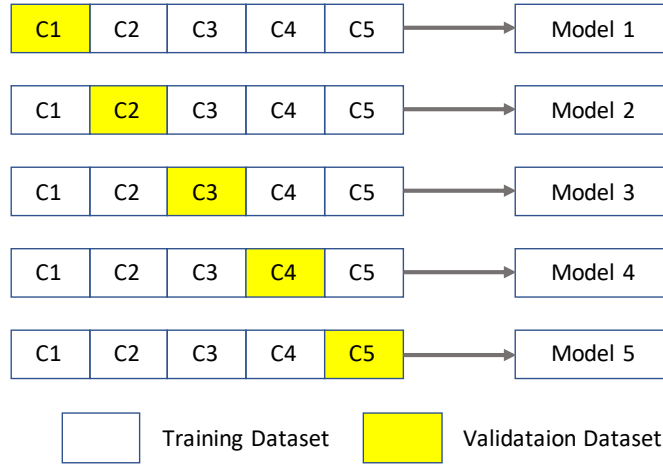 C1 C2 C3 C4 C5 Model 1
C1 C2 C3 C4 C5 Model 2
C1 C2 C3 C4 C5 Model 3
C1 C2 C3 C4 C5 Model 4
C1 C2 C3 C4 C5 Model 5
Training Dataset Validataion Dataset